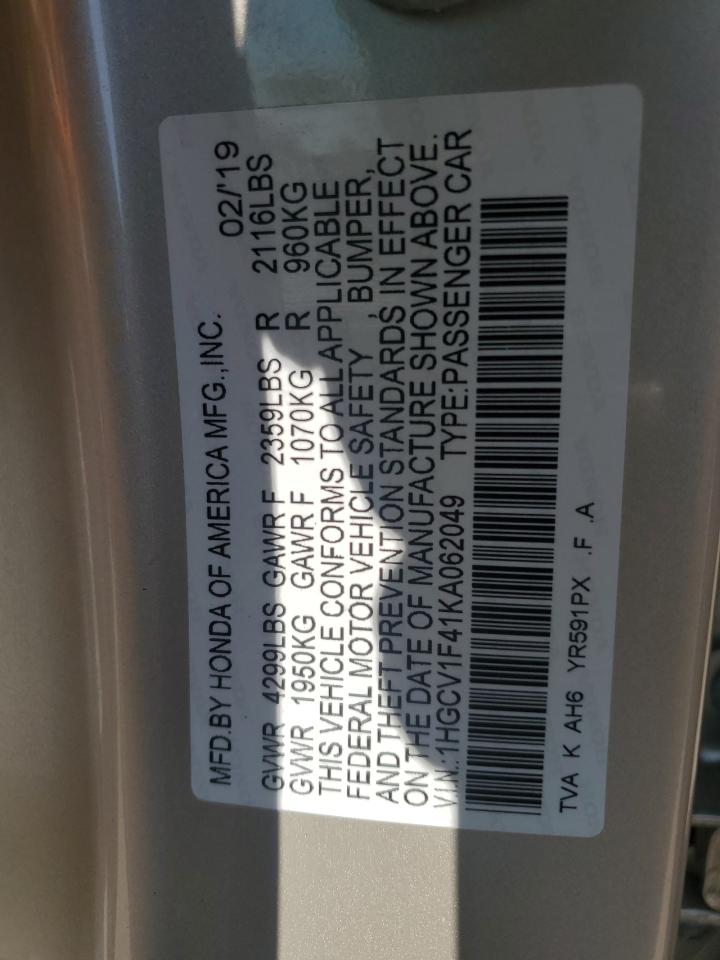 MFD.BY HONDA OF AMERICA MFG.,INC. 02/'19
GVWR 4299LBS GAWR F 2359LBS R 2116LBS
GVWR 1950KG GAWR F 1070KG R 960KG
THIS VEHICLE CONFORMS TO ALL APPLICABLE
FEDERAL MOTOR VEHICLE SAFETY , BUMPER,
AND THEFT PREVENTION STANDARDS IN EFFECT
ON THE DATE OF MANUFACTURE SHOWN ABOVE.
V.I.N.:1HGCV1F41KA062049 TYPE:PASSENGER CAR
TVA K AH6 YR591PX .F .A